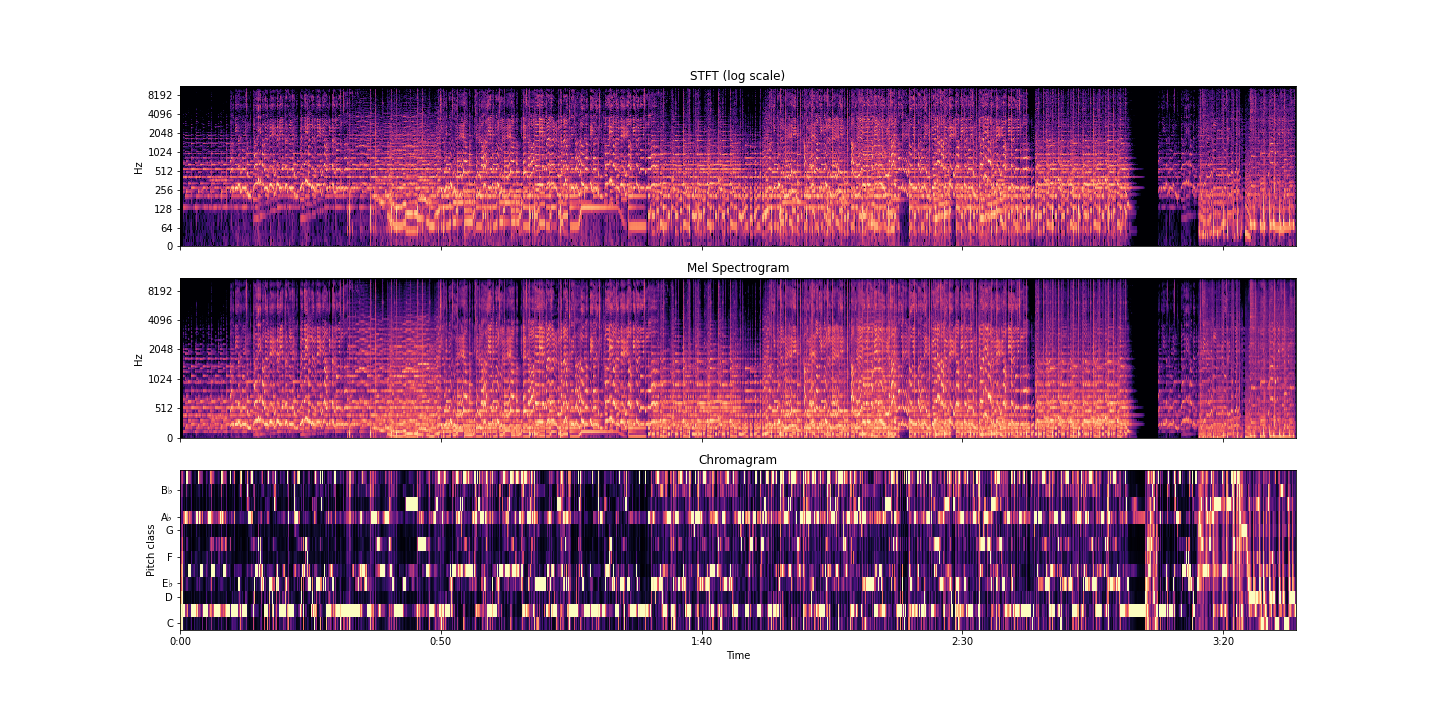 STFT (log scale)
8192
4096
2048
1024
512
256
128
64
0
Hz
Mel Spectrogram
8192
4096
2048
1024
512
0
Hz
Chromagram
B♭
A♭
G
F
E♭
D
C
Pitch class
0:00
0:50
1:40
2:30
3:20
Time